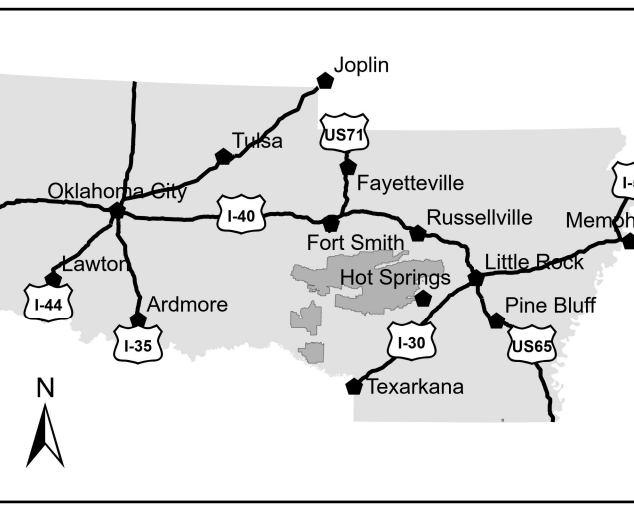 Joplin
US71
Tulsa
Fayetteville
Oklahoma City
I-40
Russellville
Fort Smith
Little Rock
Lawton
Hot Springs
I-44
Ardmore
Pine Bluff
I-35
I-30
US65
Texarkana
N